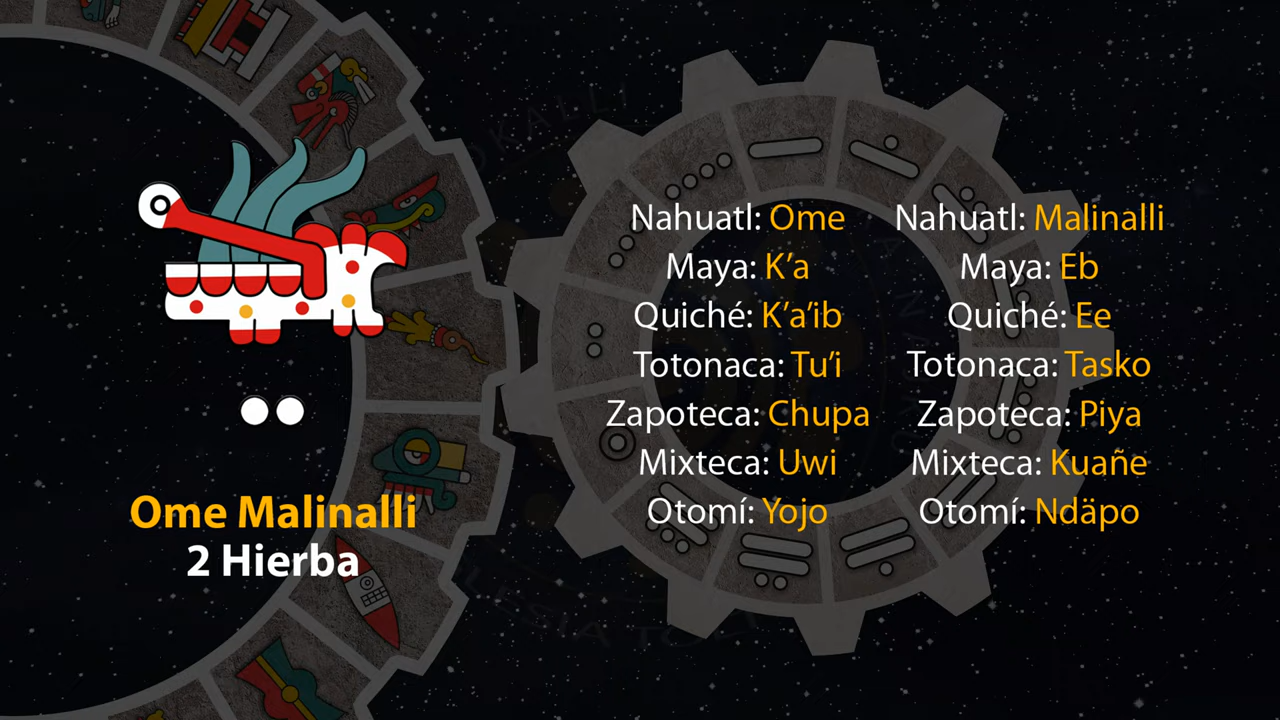 Ome Malinalli
2 Hierba
Nahuatl: Ome
Maya: K’a
Quiché: K’a’ib
Totonaca: Tu’i
Zapoteca: Chupa
Mixteca: Uwi
Otomí: Yojo
Nahuatl: Malinalli
Maya: Eb
Quiché: Ee
Totonaca: Tasko
Zapoteca: Piya
Mixteca: Kuañe
Otomí: Ndäpo